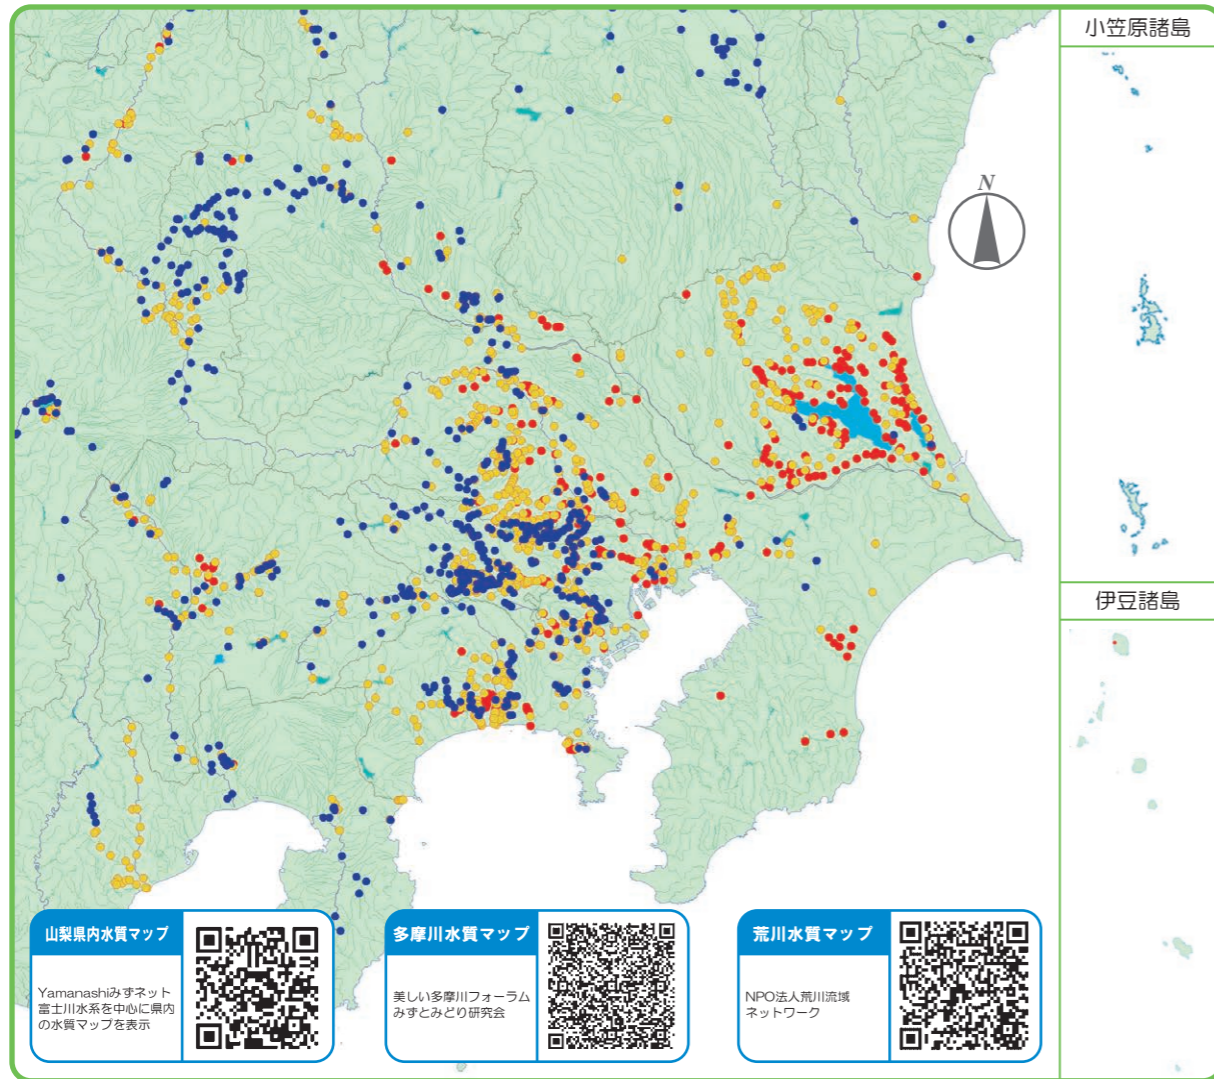 小笠原諸島
N
伊豆諸島
山梨県内水質マップ
Yamanashiみずネット
富士川水系を中心に県内
の水質マップを表示
多摩川水質マップ
美しい多摩川フォーラム
みずとみどり研究会
荒川水質マップ
NPO法人荒川流域
ネットワーク